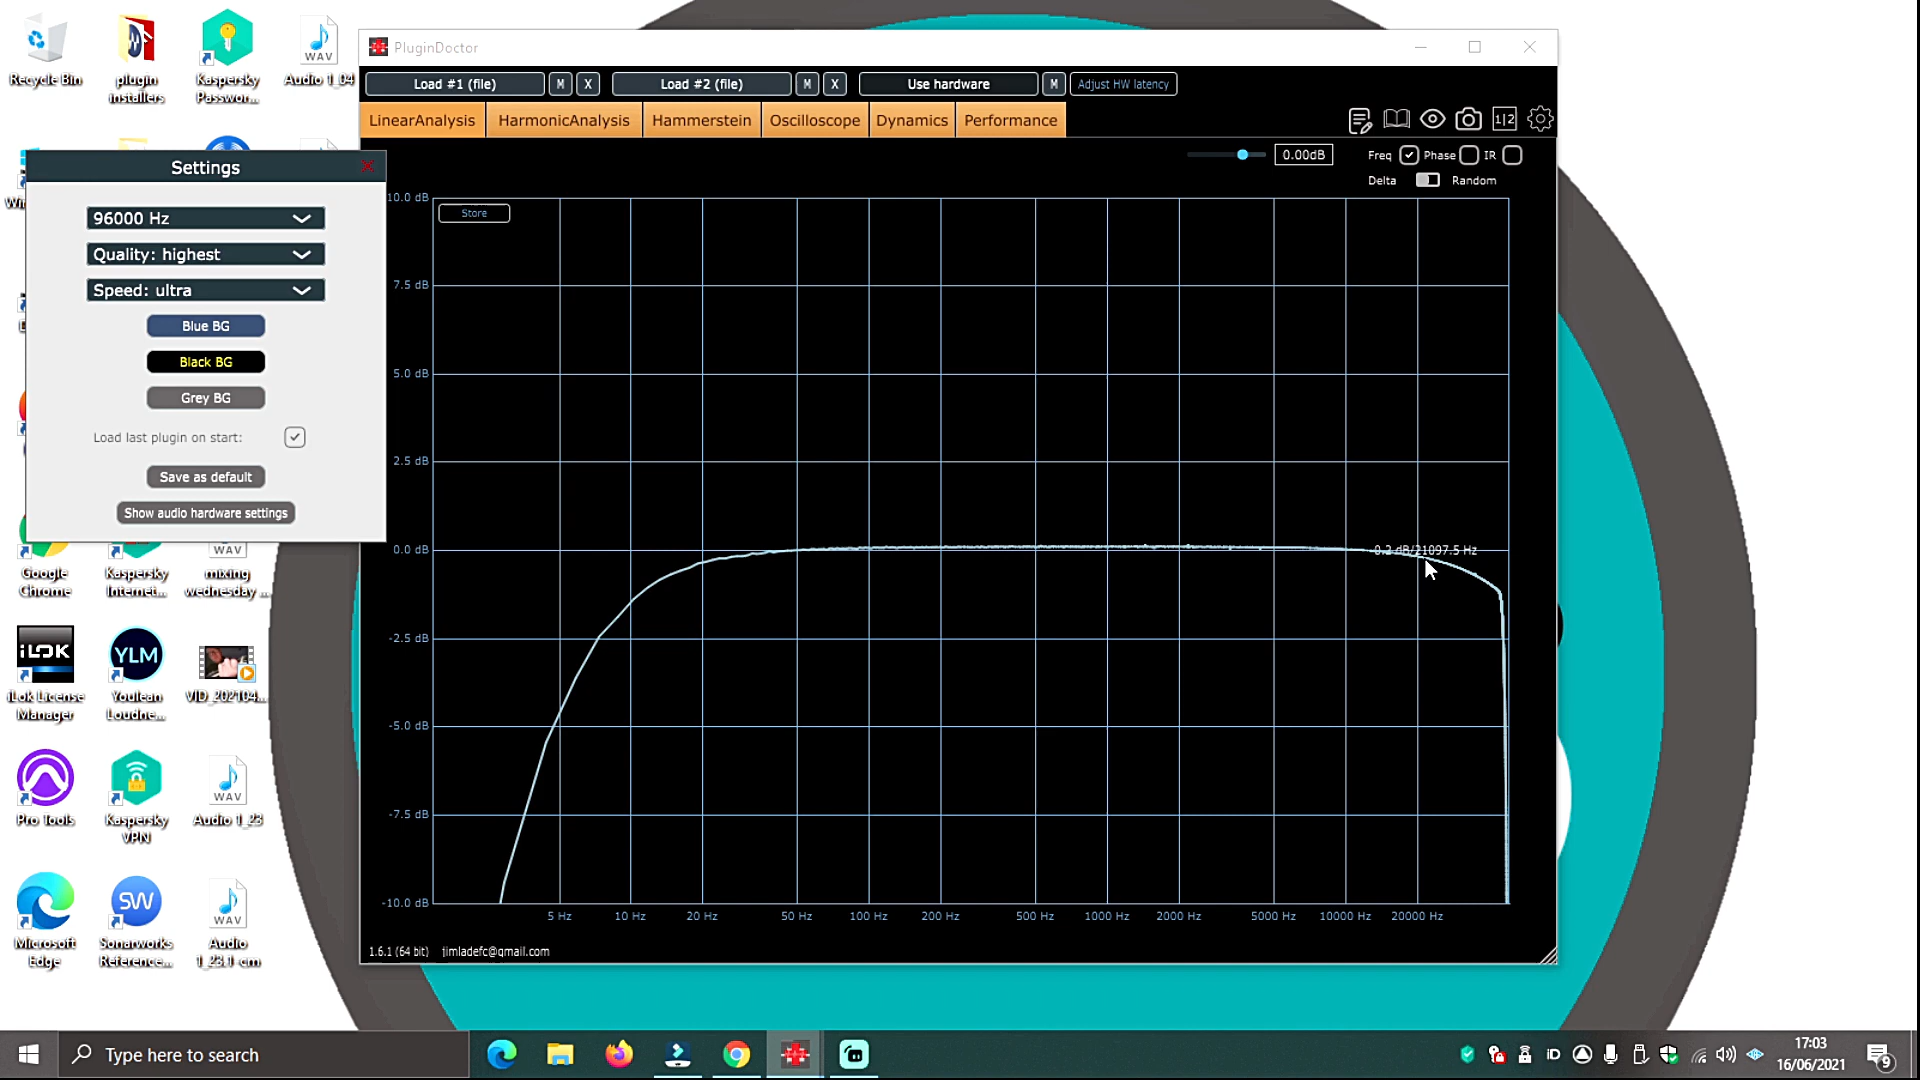 Recycle Bin
plugin
installers
Kaspersky
Passwor...
WAV
Audio 1_04
PluginDoctor
Load #1 (file)
M
X
Load #2 (file)
M
X
Use hardware
M
Adjust HW latency
LinearAnalysis
HarmonicAnalysis
Hammerstein
Oscilloscope
Dynamics
Performance
1|2
0.00dB
Freq
Phase
IR
Delta
Random
Settings
96000 Hz
Quality: highest
Speed: ultra
Blue BG
Black BG
Grey BG
Load last plugin on start:
Save as default
Show audio hardware settings
Store
10.0 dB
7.5 dB
5.0 dB
2.5 dB
0.0 dB
-2.5 dB
-5.0 dB
-7.5 dB
-10.0 dB
-0.2 dB/21097.5 Hz
5 Hz
10 Hz
20 Hz
50 Hz
100 Hz
200 Hz
500 Hz
1000 Hz
2000 Hz
5000 Hz
10000 Hz
20000 Hz
1.6.1 (64 bit)
jimladefc@gmail.com
Google
Chrome
Kaspersky
Internet...
WAV
mixing
wednesday ...
iLOK
iLok License
Manager
YLM
Youlean
Loudne...
VID_202104...
Pro Tools
Kaspersky
VPN
WAV
Audio 1_23
Microsoft
Edge
SW
Sonarworks
Reference...
WAV
Audio
1_23.1-cm
Type here to search
iD
17:03
16/06/2021
9